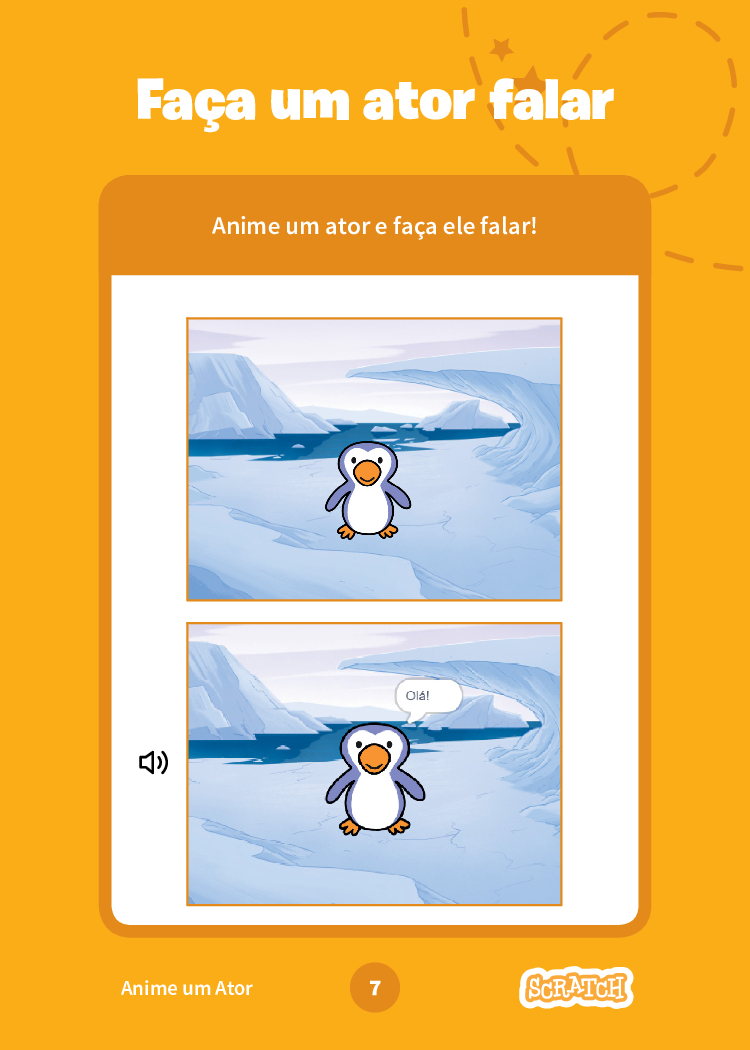 Faça um ator falar
Anime um ator e faça ele falar!
Olá!
Anime um Ator
7
SCRATCH